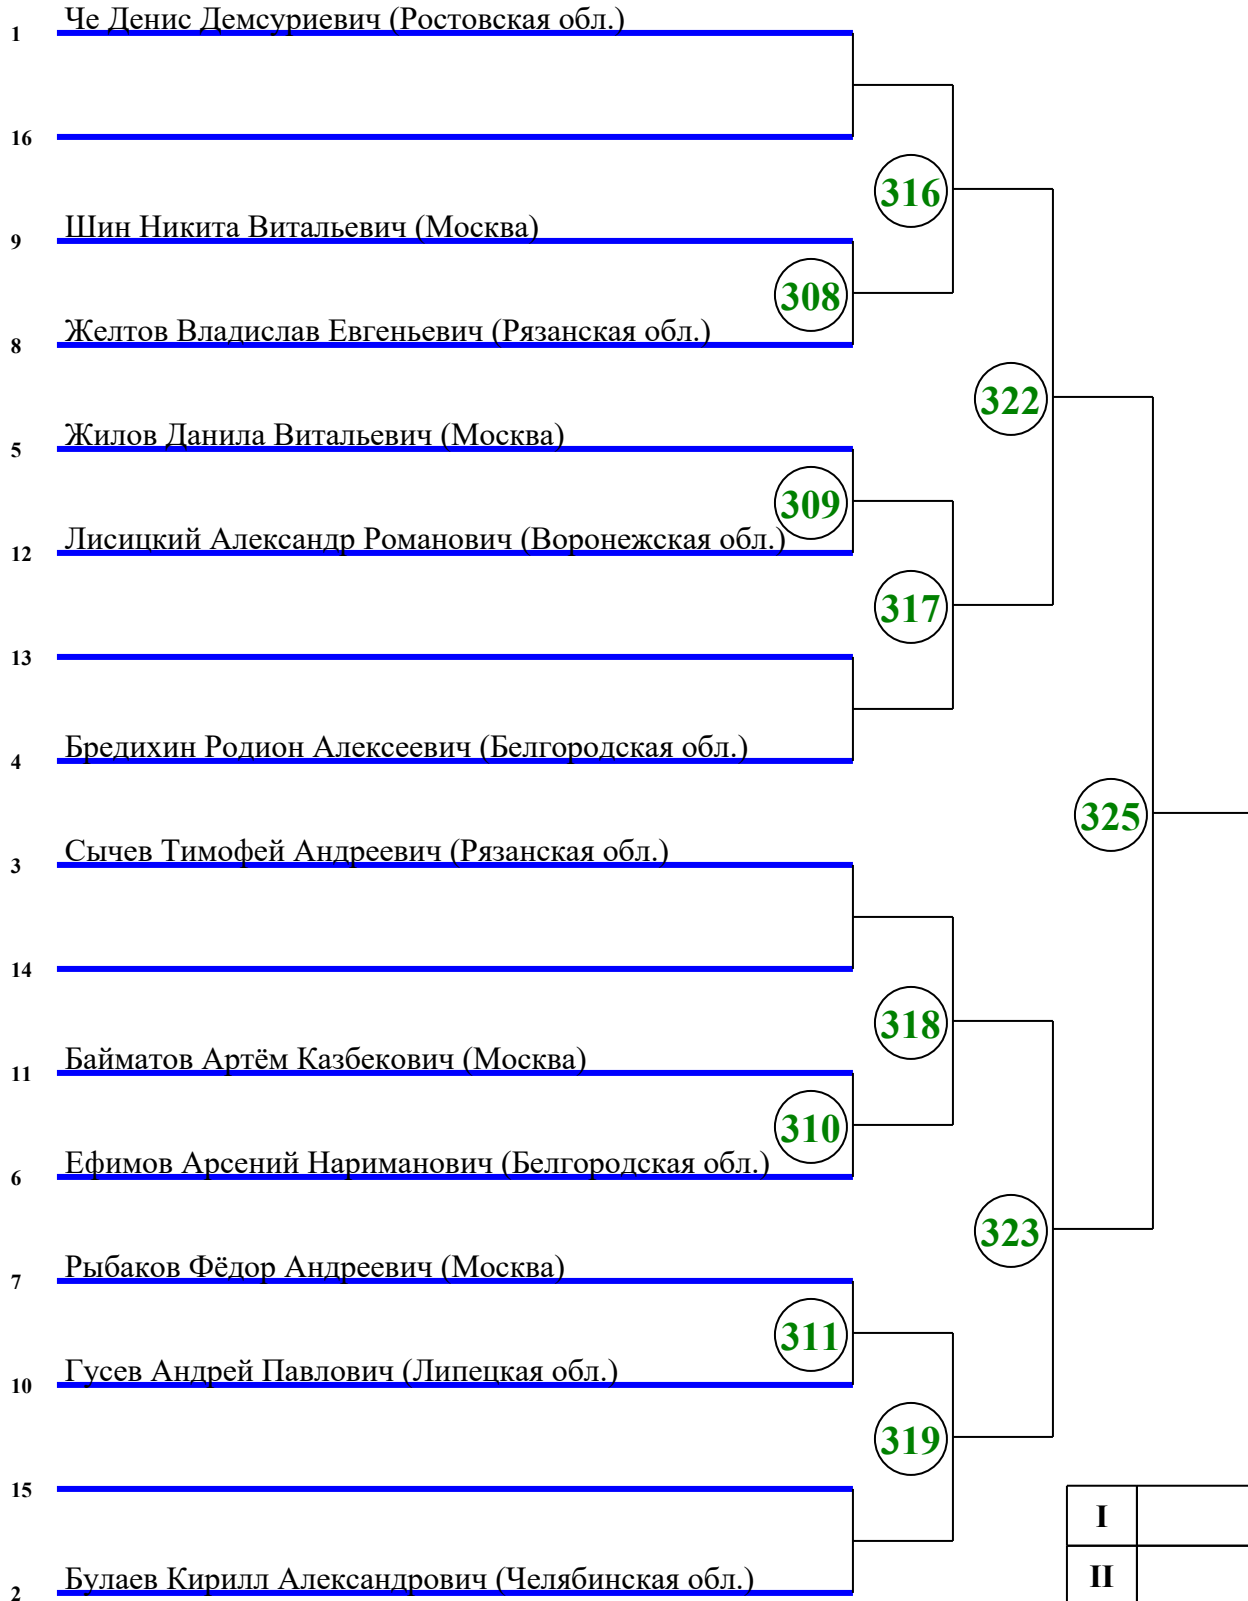 Че Денис Демсуриевич (Ростовская обл.)
1
16
316
Шин Никита Витальевич (Москва)
9
308
Желтов Владислав Евгеньевич (Рязанская обл.)
8
322
Жилов Данила Витальевич (Москва)
5
309
Лисицкий Александр Романович (Воронежская обл.)
12
317
13
Бредихин Родион Алексеевич (Белгородская обл.)
4
325
Сычев Тимофей Андреевич (Рязанская обл.)
3
14
318
Байматов Артём Казбекович (Москва)
11
310
Ефимов Арсений Нариманович (Белгородская обл.)
6
323
Рыбаков Фёдор Андреевич (Москва)
7
311
Гусев Андрей Павлович (Липецкая обл.)
10
319
15
I
II
Булаев Кирилл Александрович (Челябинская обл.)
2